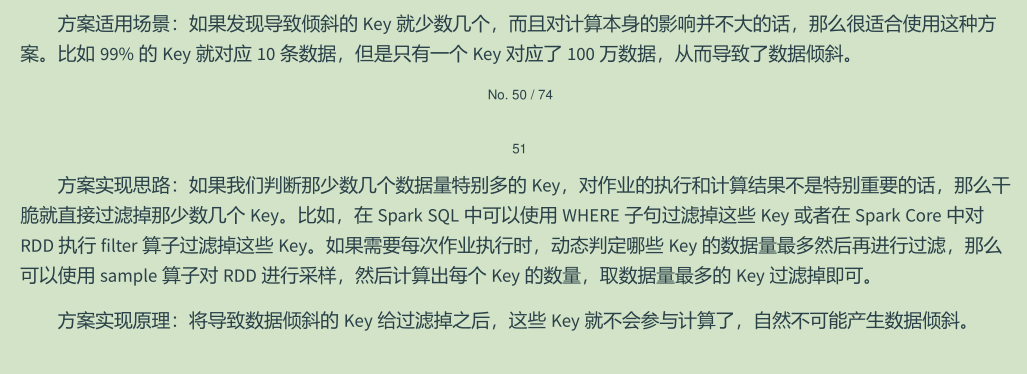 方案适用场景：如果发现导致倾斜的 Key 就少数几个，而且对计算本身的影响并不大的话，那么很适合使用这种方
案。比如 99% 的 Key 就对应 10 条数据，但是只有一个 Key 对应了 100 万数据，从而导致了数据倾斜。
No. 50 / 74
51
方案实现思路：如果我们判断那少数几个数据量特别多的 Key，对作业的执行和计算结果不是特别重要的话，那么干
脆就直接过滤掉那少数几个 Key。比如，在 Spark SQL 中可以使用 WHERE 子句过滤掉这些 Key 或者在 Spark Core 中对
RDD 执行 filter 算子过滤掉这些 Key。如果需要每次作业执行时，动态判定哪些 Key 的数据量最多然后再进行过滤，那么
可以使用 sample 算子对 RDD 进行采样，然后计算出每个 Key 的数量，取数据量最多的 Key 过滤掉即可。
方案实现原理：将导致数据倾斜的 Key 给过滤掉之后，这些 Key 就不会参与计算了，自然不可能产生数据倾斜。